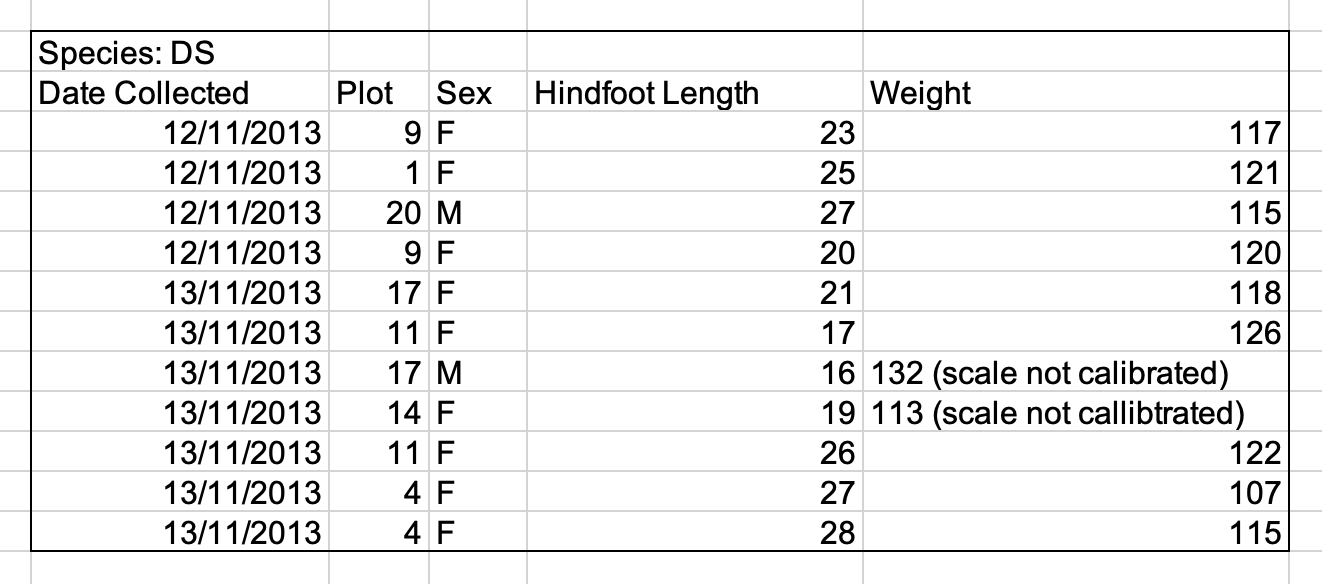 Species: DS
Date Collected Plot Sex Hindfoot Length Weight
12/11/2013 9 F 23 117
12/11/2013 1 F 25 121
12/11/2013 20 M 27 115
12/11/2013 9 F 20 120
13/11/2013 17 F 21 118
13/11/2013 11 F 17 126
13/11/2013 17 M 16 132 (scale not calibrated)
13/11/2013 14 F 19 113 (scale not callibtrated)
13/11/2013 11 F 26 122
13/11/2013 4 F 27 107
13/11/2013 4 F 28 115